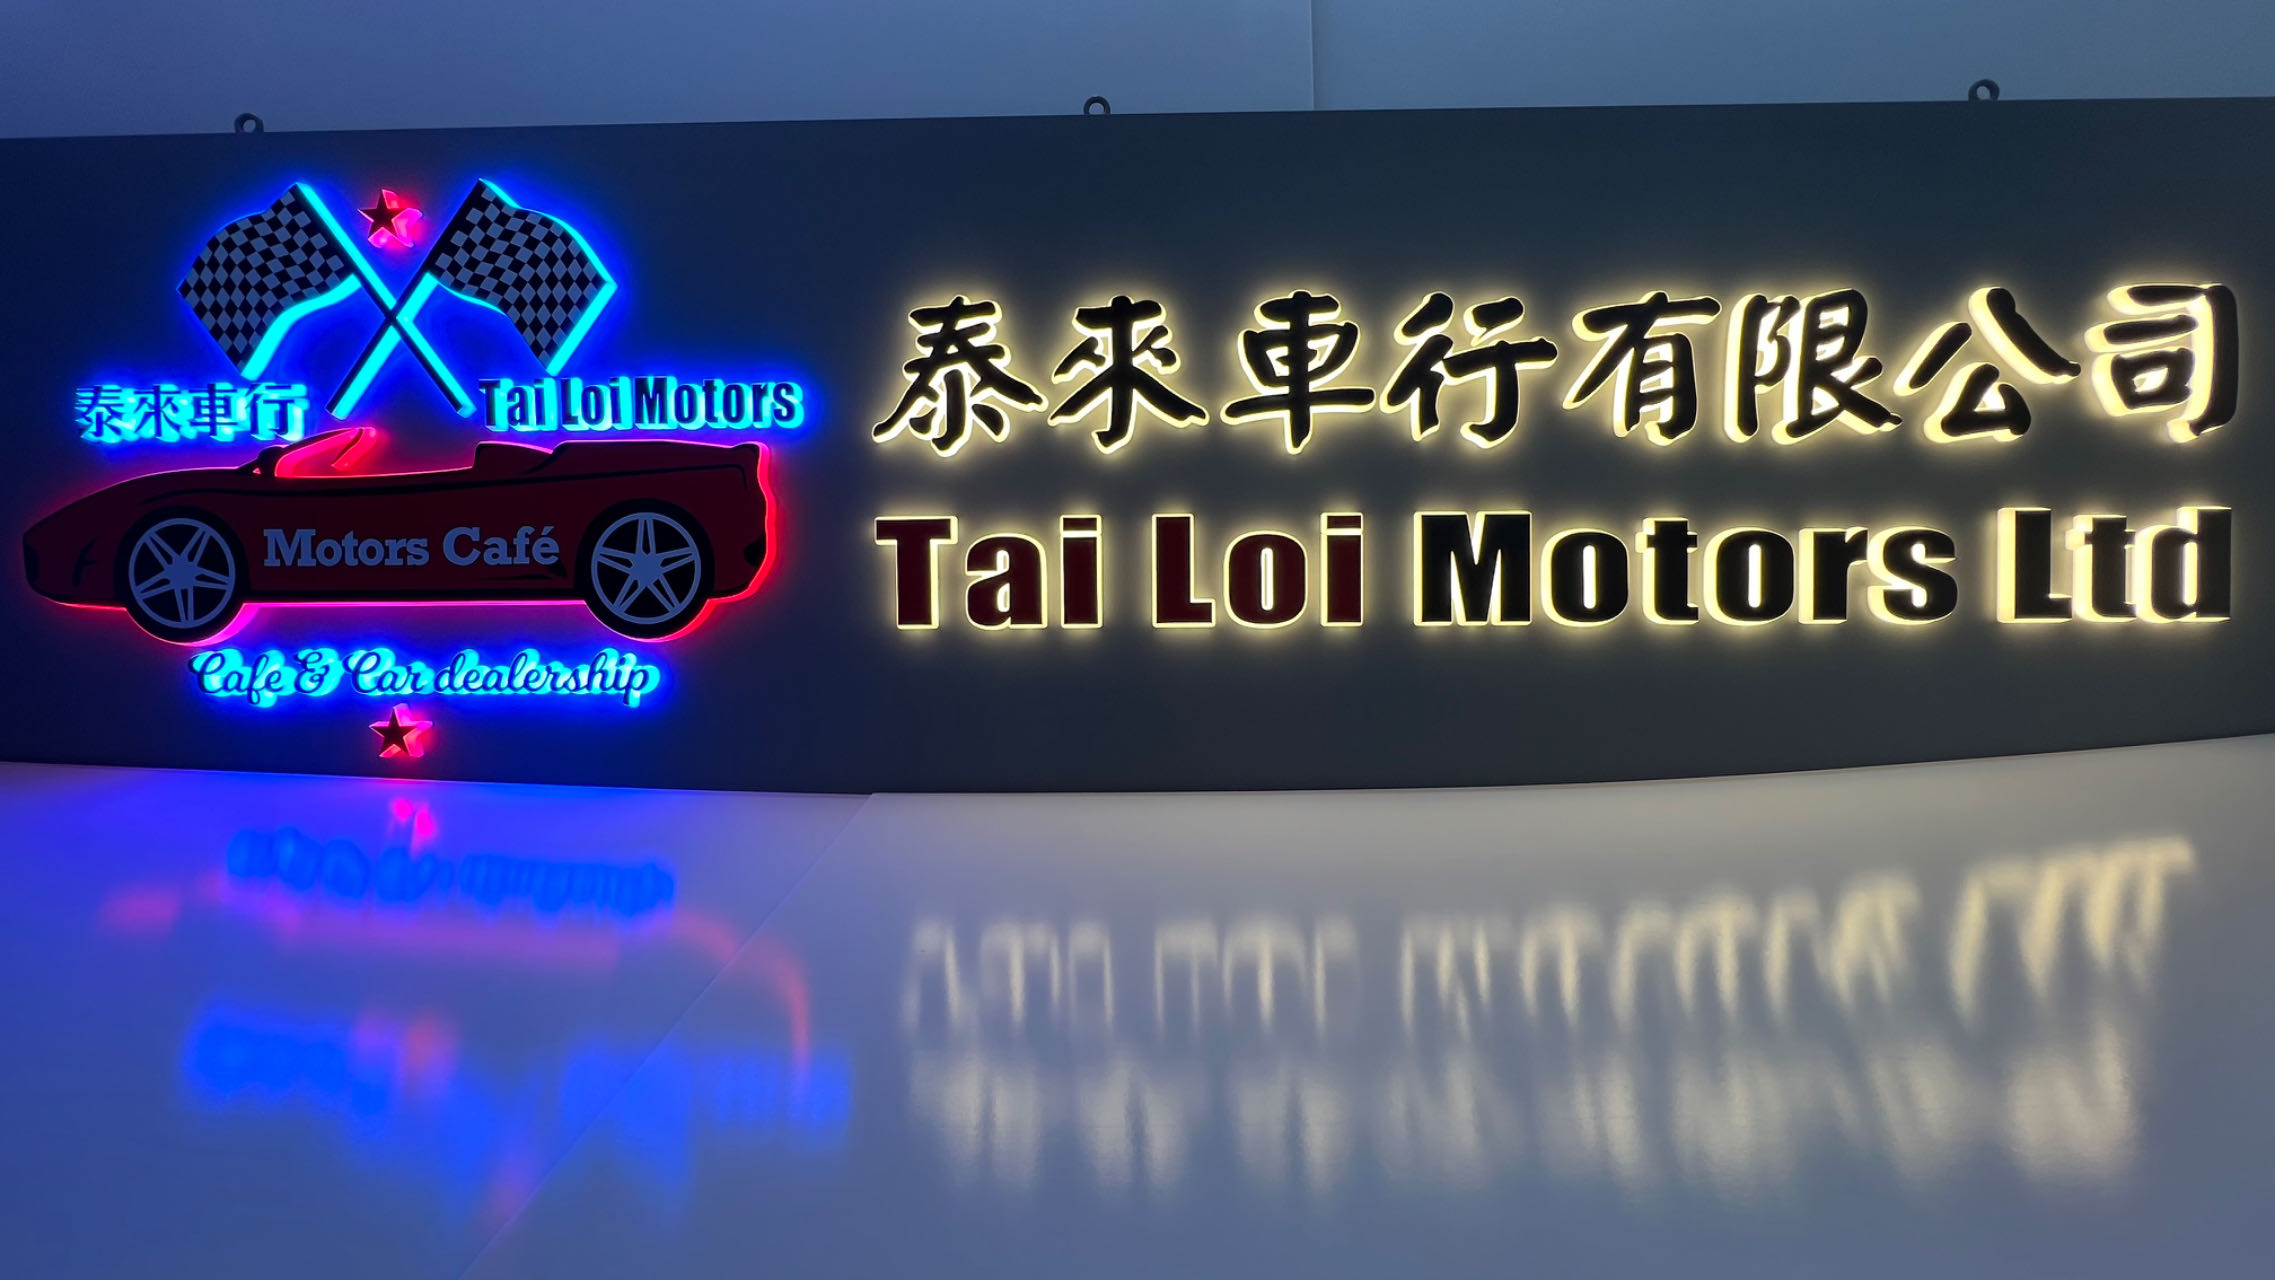 泰來車行
Tai Loi Motors
Motors Café
Cafe & Car dealership
泰來車行有限公司
Tai Loi Motors Ltd